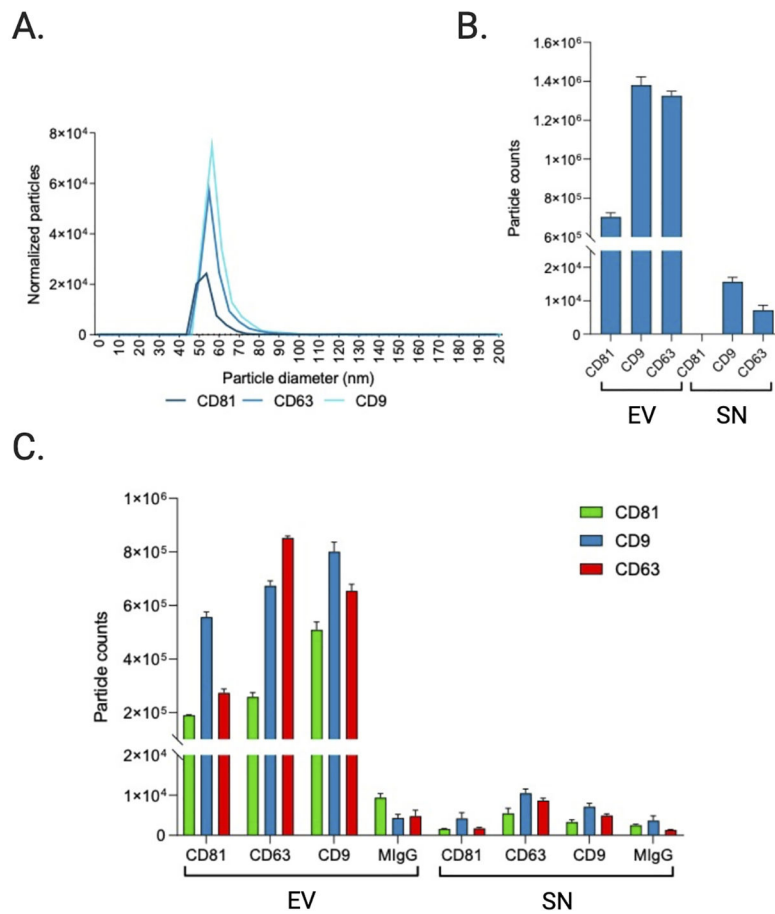 A.
8×10⁴
6×10⁴
4×10⁴
2×10⁴
0
Normalized particles
0 10 20 30 40 50 60 70 80 90 100 110 120 130 140 150 160 170 180 190 200
Particle diameter (nm)
CD81 CD63 CD9
B.
1.6×10⁶
1.4×10⁶
1.2×10⁶
1×10⁶
8×10⁵
6×10⁵
2×10⁴
1×10⁴
0
Particle counts
CD81 CD9 CD63 CD81 CD9 CD63
EV SN
C.
1×10⁶
8×10⁵
6×10⁵
4×10⁵
2×10⁵
2×10⁴
1×10⁴
0
Particle counts
CD81
CD9
CD63
CD81 CD63 CD9 MIgG CD81 CD63 CD9 MIgG
EV SN